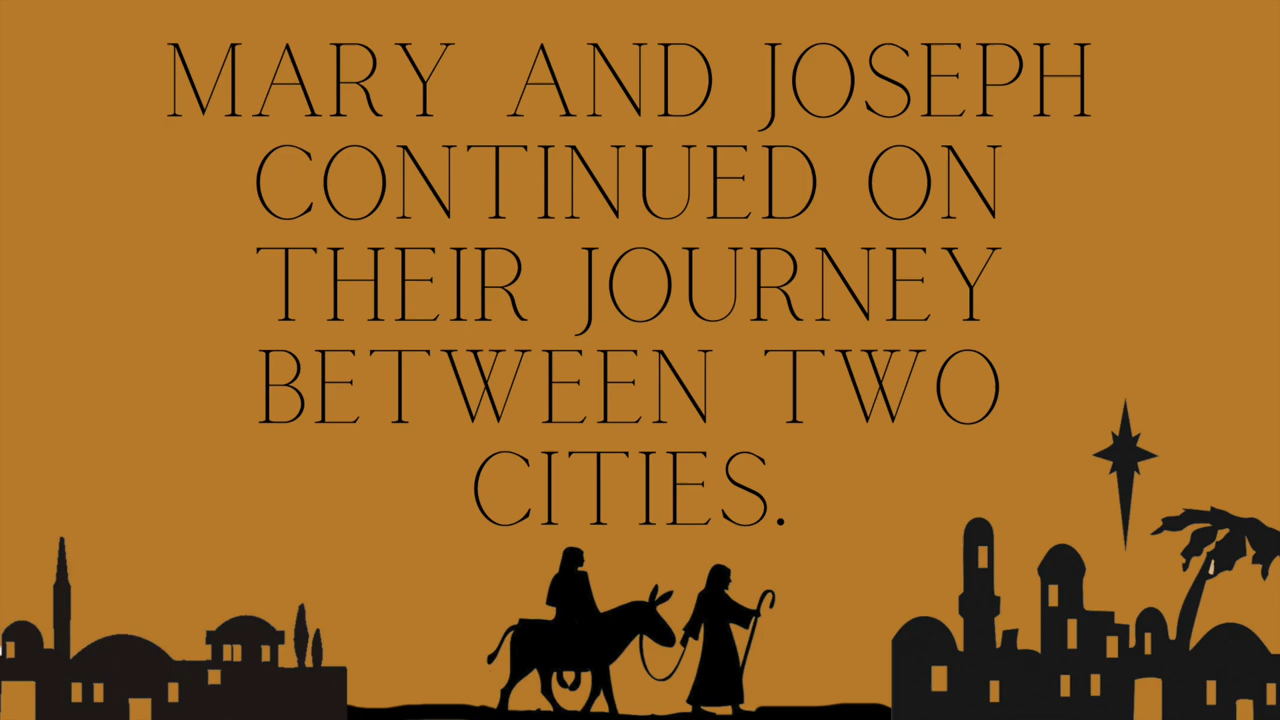 MARY AND JOSEPH
CONTINUED ON
THEIR JOURNEY
BETWEEN TWO
CITIES.